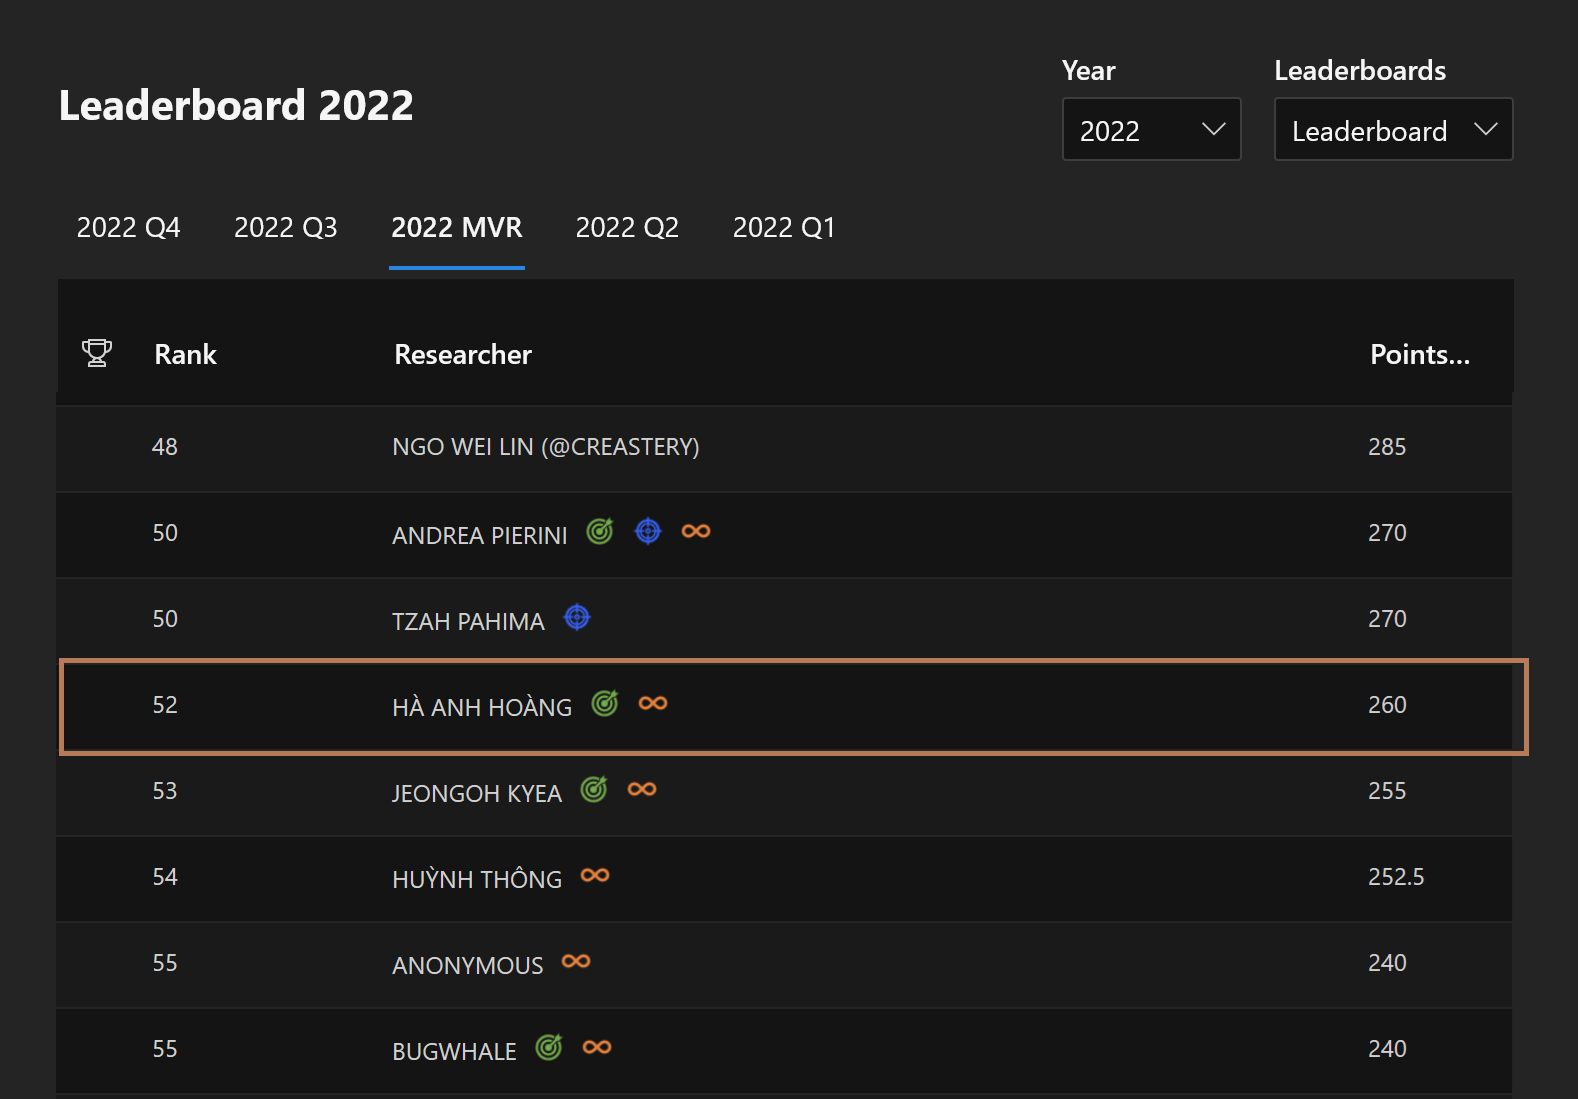 Year
Leaderboards
Leaderboard 2022
2022
Leaderboard
2022 Q4 2022 Q3 2022 MVR 2022 Q2 2022 Q1
Rank Researcher Points...
48 NGO WEI LIN (@CREASTERY) 285
50 ANDREA PIERINI 270
50 TZAH PAHIMA 270
52 HÀ ANH HOÀNG 260
53 JEONGOH KYEA 255
54 HUỲNH THÔNG 252.5
55 ANONYMOUS 240
55 BUGWHALE 240